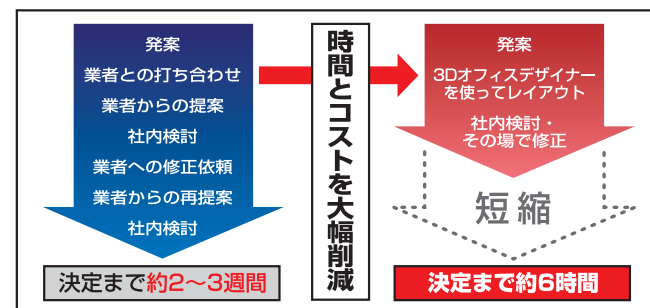 発案
業者との打ち合わせ
業者からの提案
社内検討
業者への修正依頼
業者からの再提案
社内検討
決定まで約2〜3週間
時間とコストを大幅削減
発案
3Dオフィスデザイナー
を使ってレイアウト
社内検討・
その場で修正
短縮
決定まで約6時間